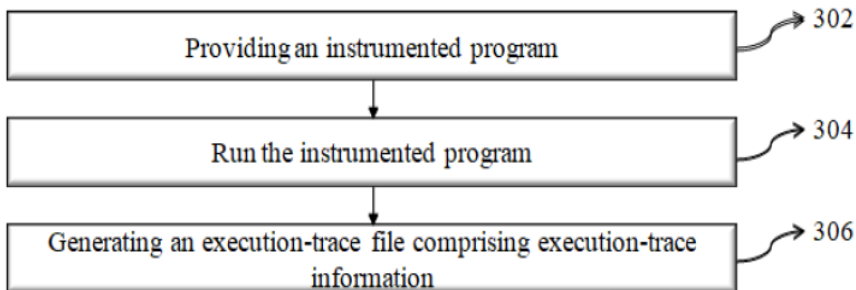 Providing an instrumented program
302
Run the instrumented program
304
Generating an execution-trace file comprising execution-trace
information
306